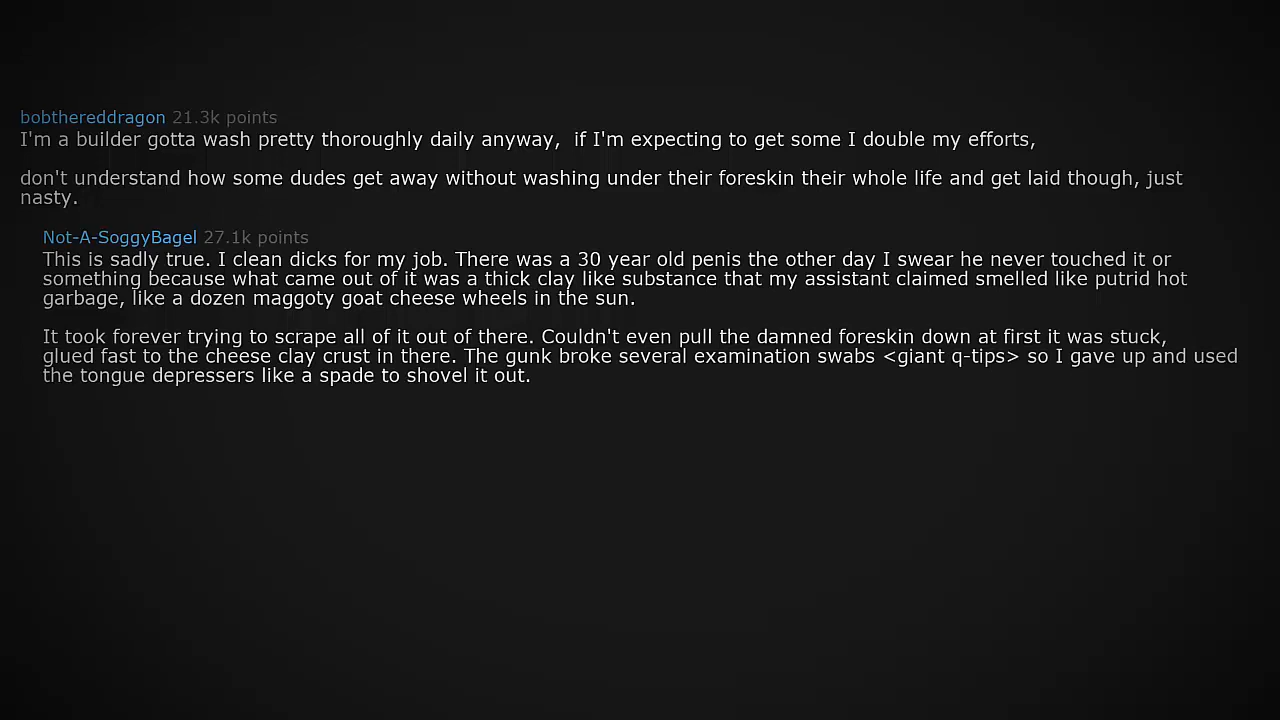 bobthereddragon 21.3k points
I'm a builder gotta wash pretty thoroughly daily anyway,  if I'm expecting to get some I double my efforts,
don't understand how some dudes get away without washing under their foreskin their whole life and get laid though, just
nasty.
Not-A-SoggyBagel 27.1k points
This is sadly true. I clean dicks for my job. There was a 30 year old penis the other day I swear he never touched it or
something because what came out of it was a thick clay like substance that my assistant claimed smelled like putrid hot
garbage, like a dozen maggoty goat cheese wheels in the sun.
It took forever trying to scrape all of it out of there. Couldn't even pull the damned foreskin down at first it was stuck,
glued fast to the cheese clay crust in there. The gunk broke several examination swabs <giant q-tips> so I gave up and used
the tongue depressers like a spade to shovel it out.